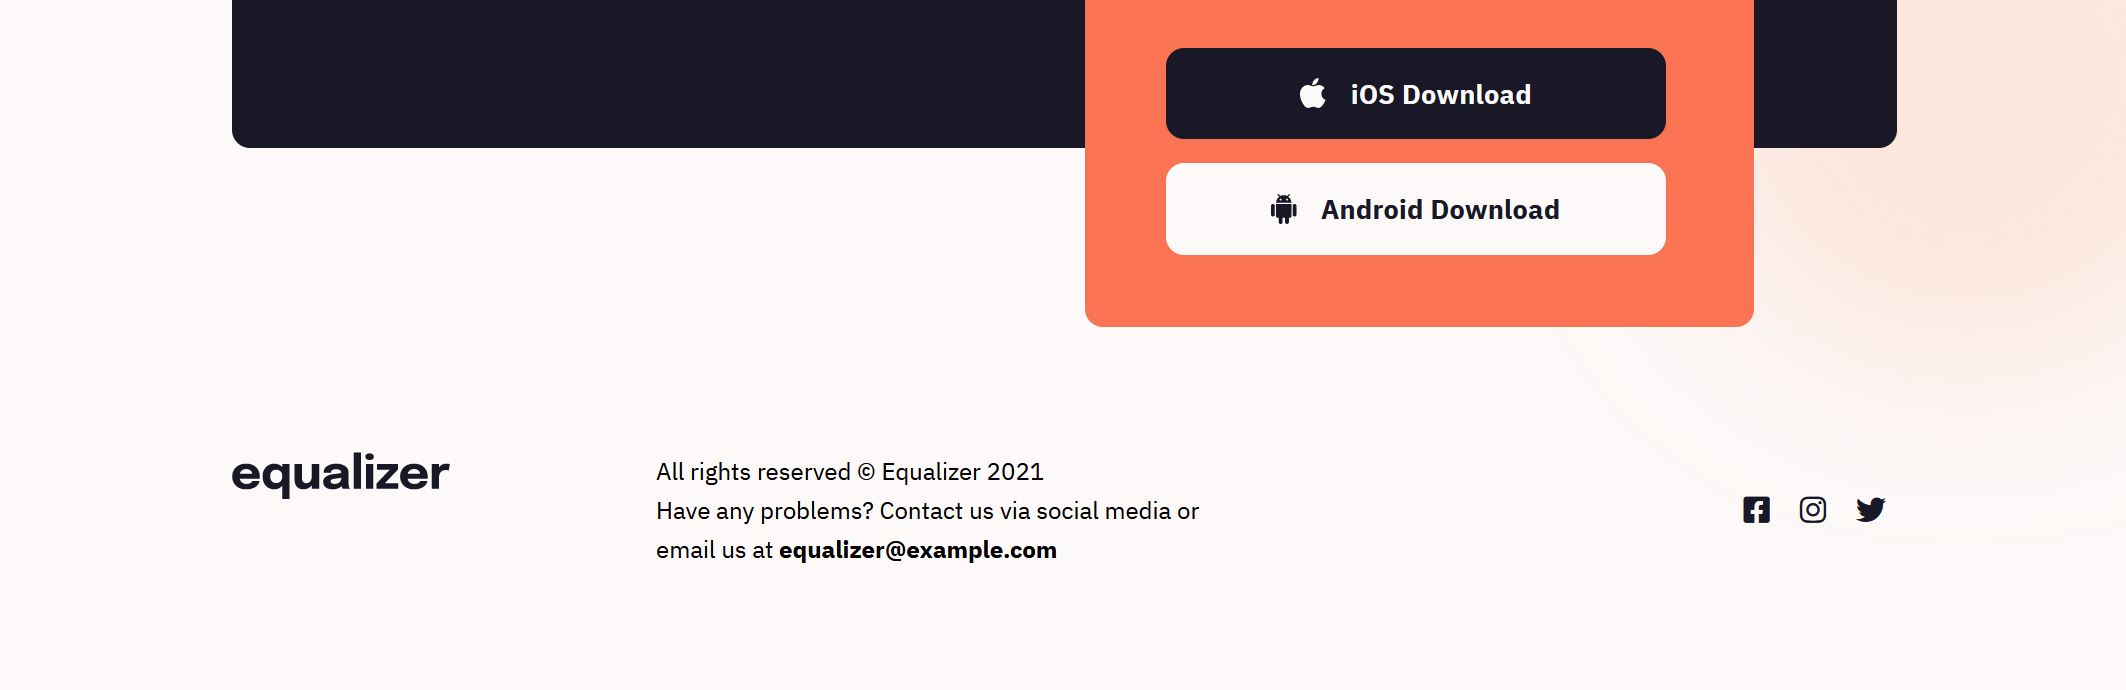 iOS Download
Android Download
equalizer
All rights reserved © Equalizer 2021
Have any problems? Contact us via social media or
email us at equalizer@example.com